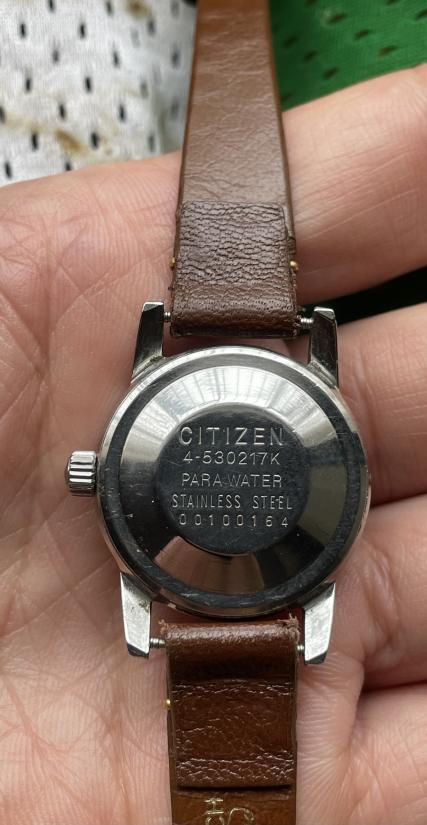 CITIZEN
4-530217K
PARA WATER
STAINLESS STEEL
00100164